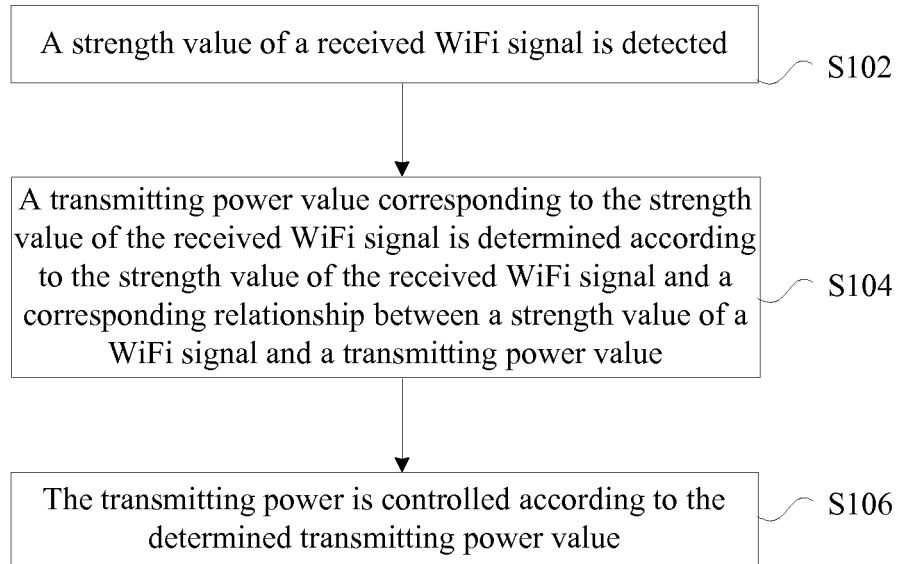 A strength value of a received WiFi signal is detected
S102
A transmitting power value corresponding to the strength
value of the received WiFi signal is determined according
to the strength value of the received WiFi signal and a
corresponding relationship between a strength value of a
WiFi signal and a transmitting power value
S104
The transmitting power is controlled according to the
determined transmitting power value
S106